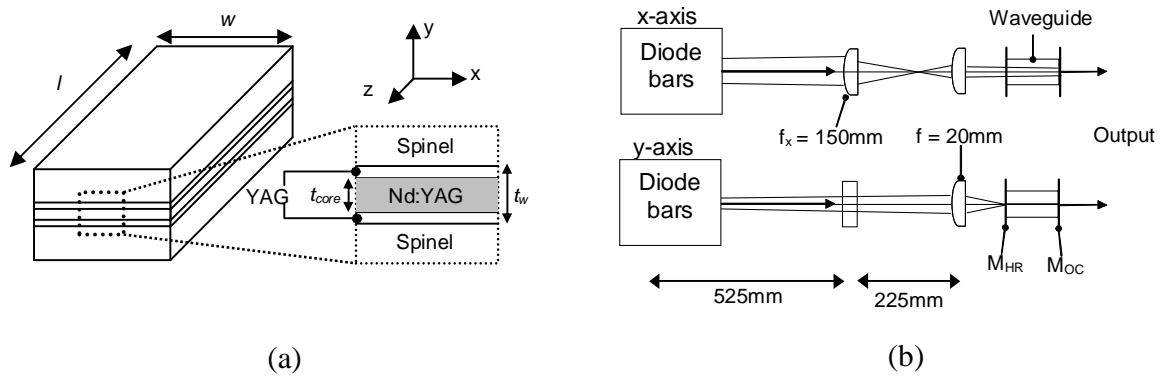 w
l
y
x
z
Spinel
YAG
t_core
Nd:YAG
t_w
Spinel
(a)
x-axis
Diode
bars
Waveguide
f_x = 150mm
f = 20mm
Output
y-axis
Diode
bars
M_HR
M_OC
525mm
225mm
(b)